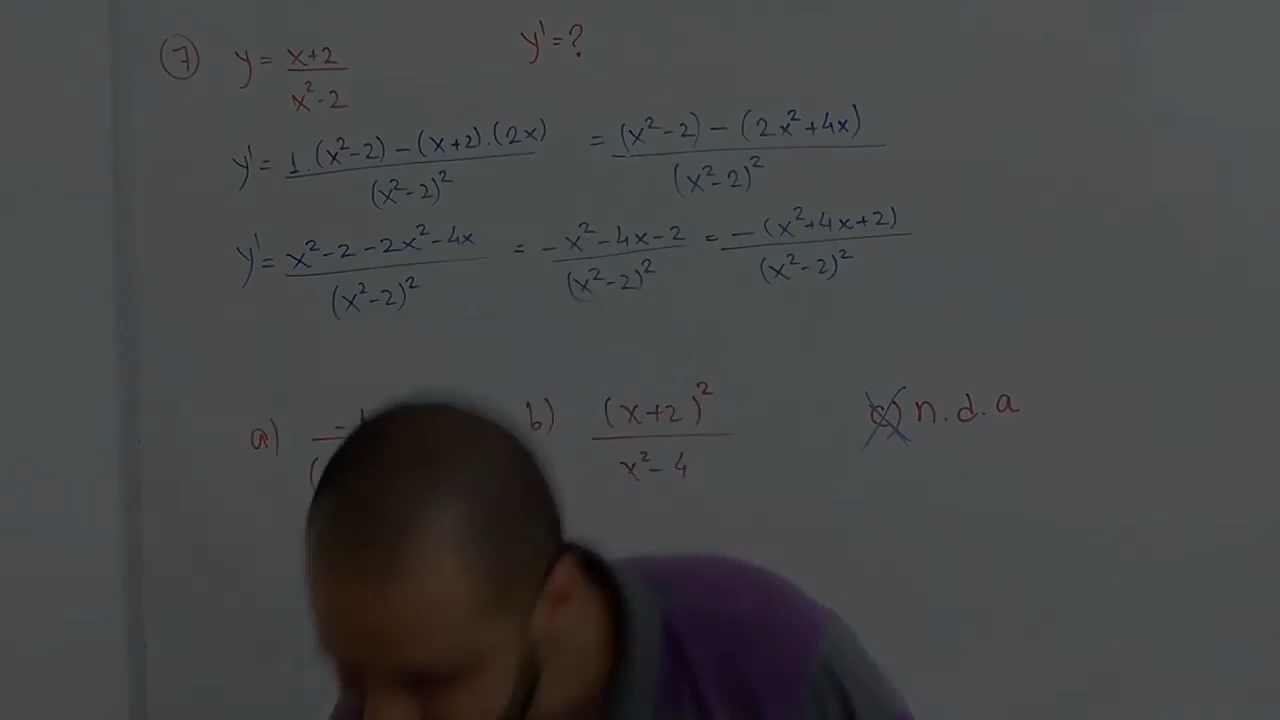 7 y = (x+2)/(x²-2) y' = ?
y' = (1.(x²-2) - (x+2).(2x))/(x²-2)² = ((x²-2) - (2x²+4x))/(x²-2)²
y' = (x²-2-2x²-4x)/(x²-2)² = (-x²-4x-2)/(x²-2)² = (-(x²+4x+2))/(x²-2)²
a) b) (x+2)²/(x²-4) c) n.d.a